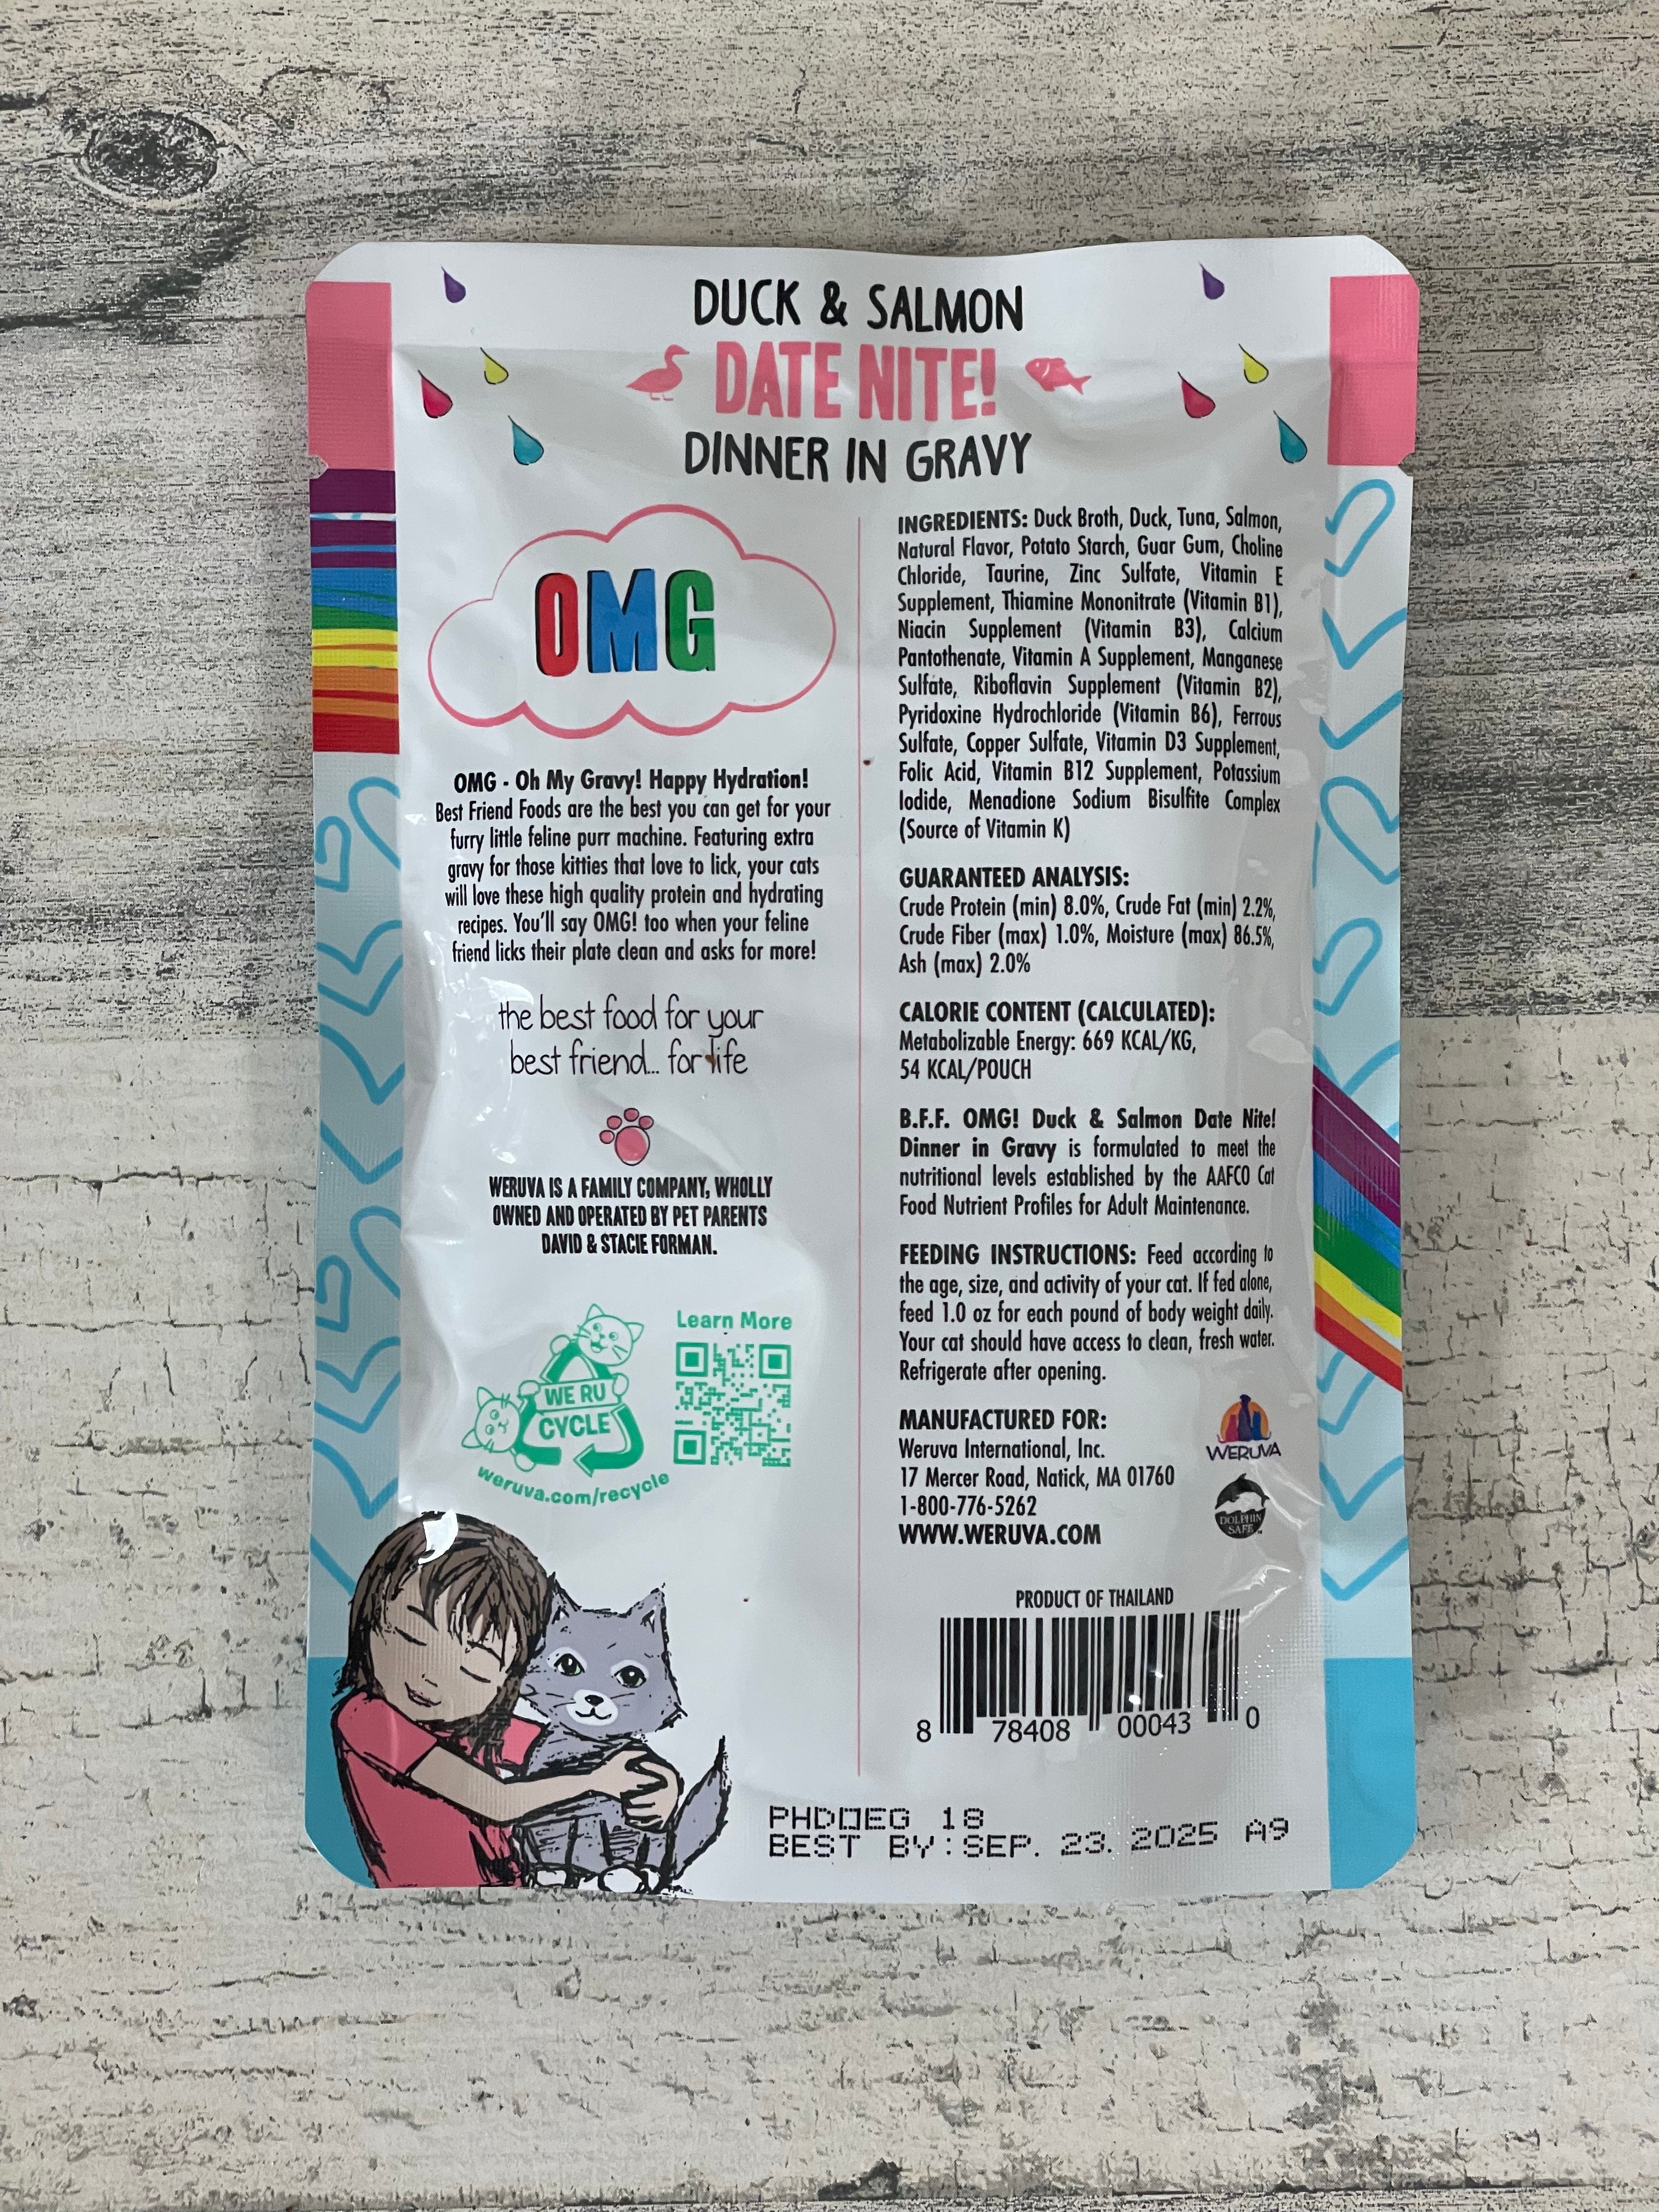 DUCK & SALMON
DATE NITE!
DINNER IN GRAVY
OMG
OMG - Oh My Gravy! Happy Hydration!
Best Friend Foods are the best you can get for your
furry little feline purr machine. Featuring extra
gravy for those kitties that love to lick, your cats
will love these high quality protein and hydrating
recipes. You'll say OMG! too when your feline
friend licks their plate clean and asks for more!
the best food for your
best friend... for life
WERUVA IS A FAMILY COMPANY, WHOLLY
OWNED AND OPERATED BY PET PARENTS
DAVID & STACIE FORMAN.
WE RU
CYCLE
weruva.com/recycle
Learn More
INGREDIENTS: Duck Broth, Duck, Tuna, Salmon,
Natural Flavor, Potato Starch, Guar Gum, Choline
Chloride, Taurine, Zinc Sulfate, Vitamin E
Supplement, Thiamine Mononitrate (Vitamin B1),
Niacin Supplement (Vitamin B3), Calcium
Pantothenate, Vitamin A Supplement, Manganese
Sulfate, Riboflavin Supplement (Vitamin B2),
Pyridoxine Hydrochloride (Vitamin B6), Ferrous
Sulfate, Copper Sulfate, Vitamin D3 Supplement,
Folic Acid, Vitamin B12 Supplement, Potassium
Iodide, Menadione Sodium Bisulfite Complex
(Source of Vitamin K)
GUARANTEED ANALYSIS:
Crude Protein (min) 8.0%, Crude Fat (min) 2.2%,
Crude Fiber (max) 1.0%, Moisture (max) 86.5%,
Ash (max) 2.0%
CALORIE CONTENT (CALCULATED):
Metabolizable Energy: 669 KCAL/KG,
54 KCAL/POUCH
B.F.F. OMG! Duck & Salmon Date Nite!
Dinner in Gravy is formulated to meet the
nutritional levels established by the AAFCO Cat
Food Nutrient Profiles for Adult Maintenance.
FEEDING INSTRUCTIONS: Feed according to
the age, size, and activity of your cat. If fed alone,
feed 1.0 oz for each pound of body weight daily.
Your cat should have access to clean, fresh water.
Refrigerate after opening.
MANUFACTURED FOR:
Weruva International, Inc.
17 Mercer Road, Natick, MA 01760
1-800-776-5262
WWW.WERUVA.COM
WERUVA
DOLPHIN
SAFE™
PRODUCT OF THAILAND
8 78408 00043 0
18
BEST BY:SEP. 23. 2025 A9